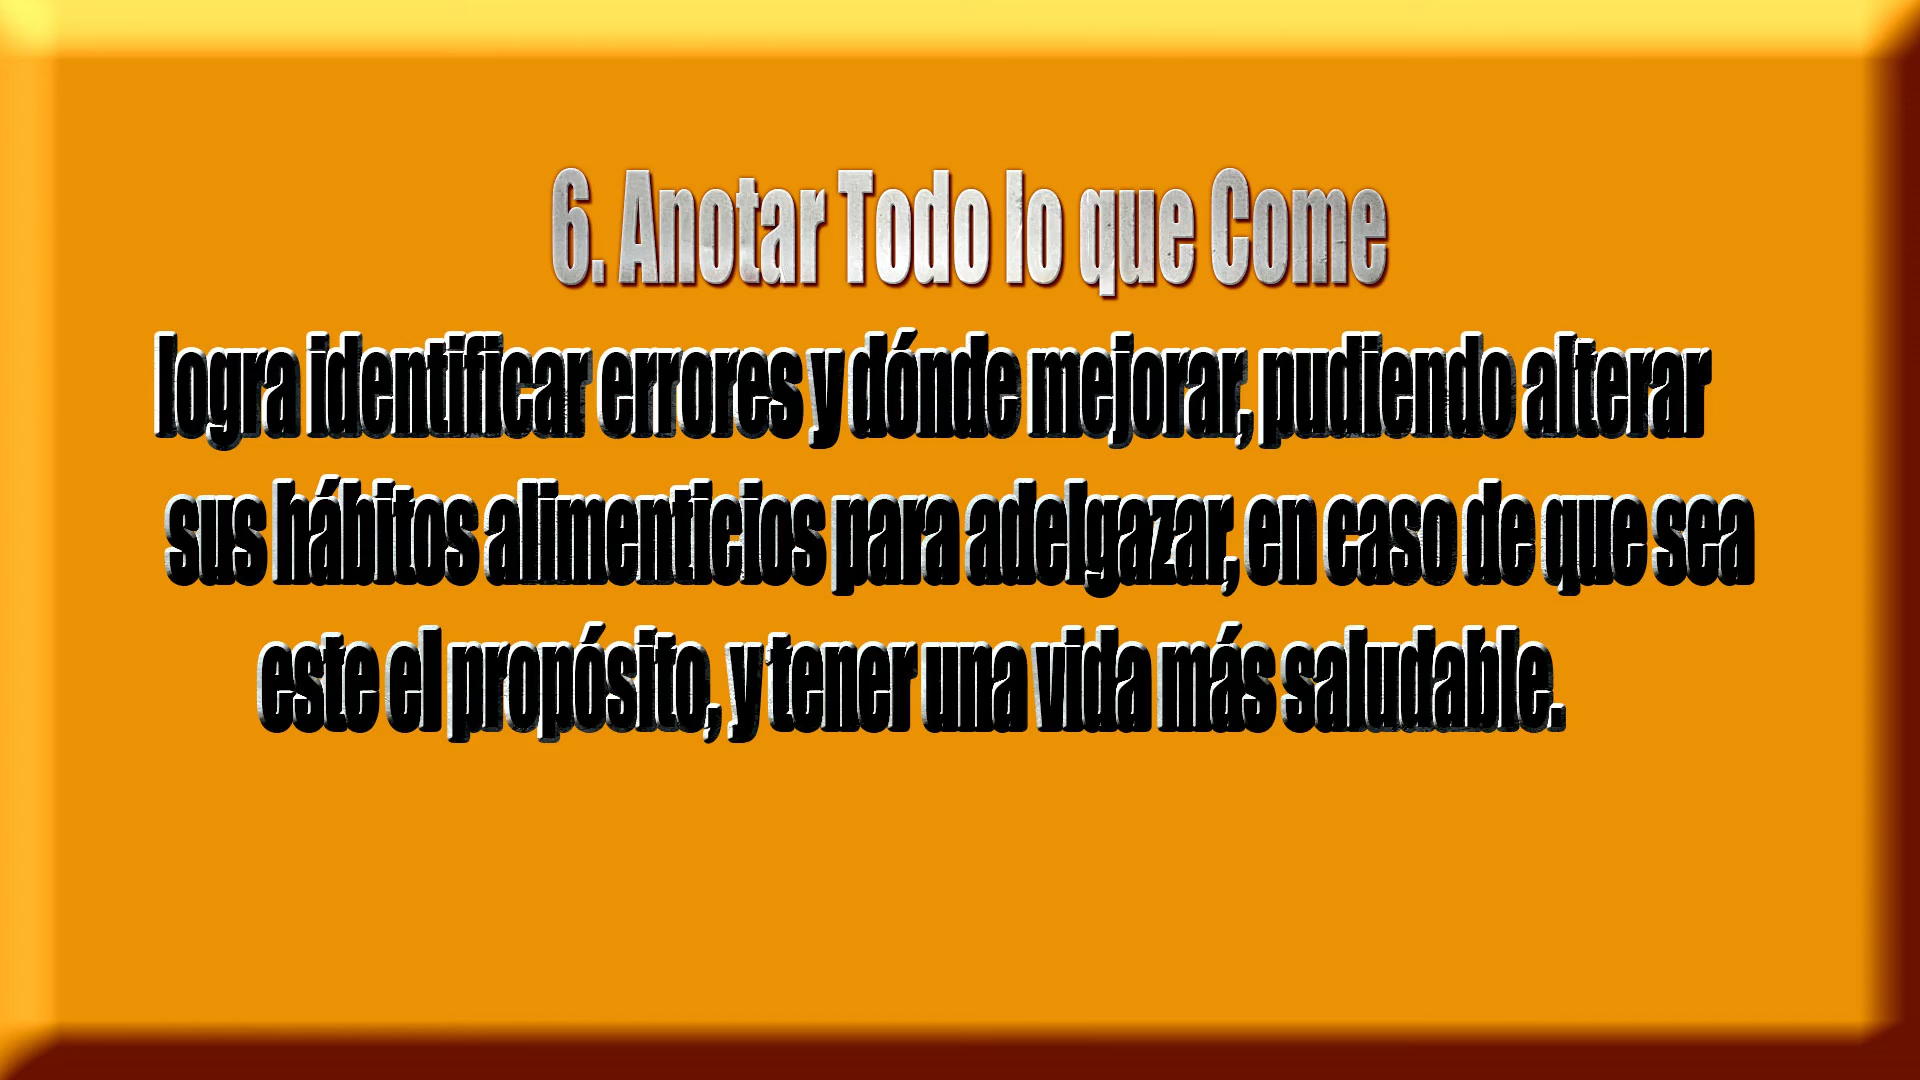 6. Anotar Todo lo que Come
logra identificar errores y dónde mejorar, pudiendo alterar
sus hábitos alimenticios para adelgazar, en caso de que sea
este el propósito, y tener una vida más saludable.